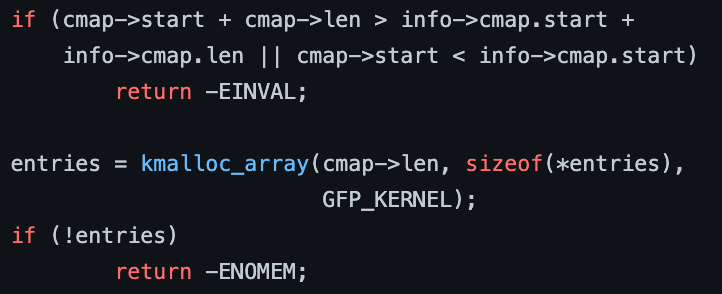 if (cmap->start + cmap->len > info->cmap.start +
    info->cmap.len || cmap->start < info->cmap.start)
        return -EINVAL;

entries = kmalloc_array(cmap->len, sizeof(*entries),
                        GFP_KERNEL);
if (!entries)
        return -ENOMEM;